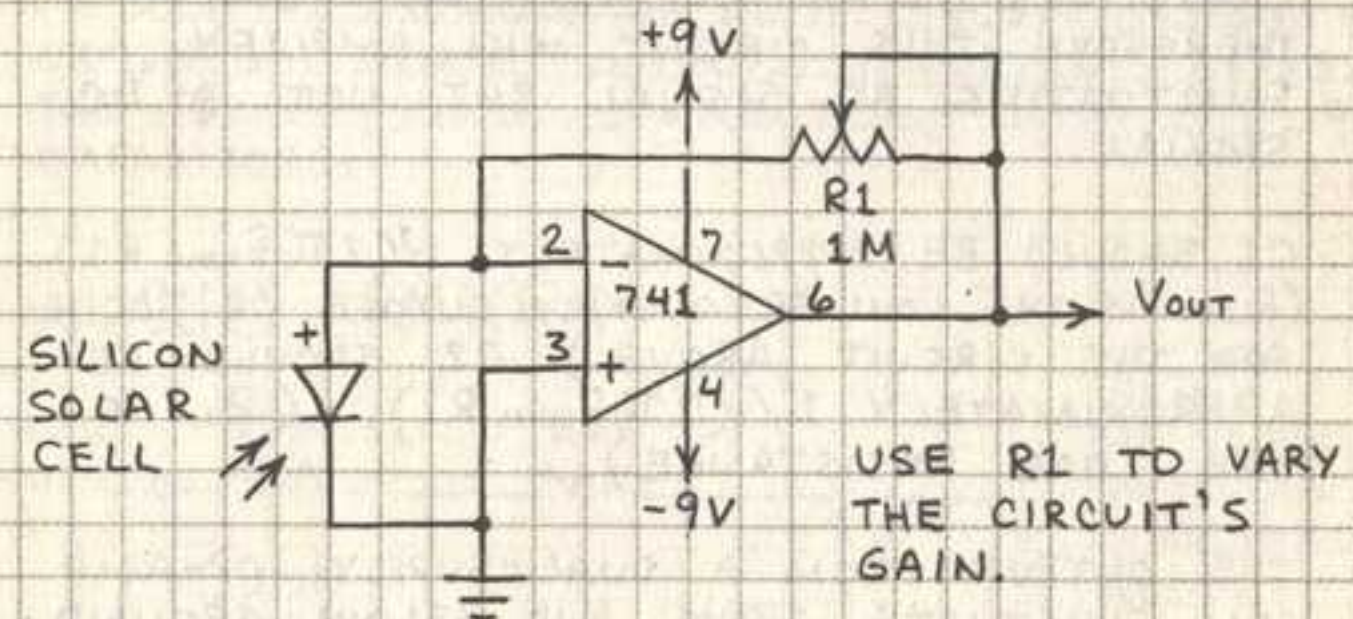 +9V
R1
1M
2
7
-
741
6
VOUT
+
3
+
4
SILICON
SOLAR
CELL
-9V
USE R1 TO VARY
THE CIRCUIT'S
GAIN.